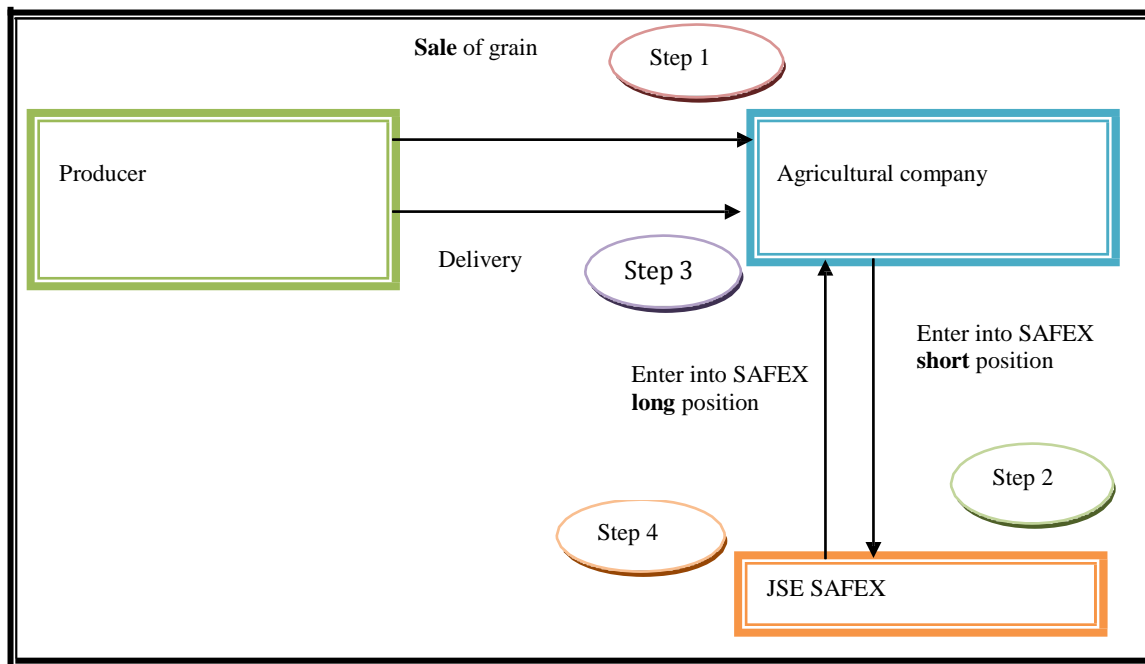 Sale of grain
Step 1
Producer
Agricultural company
Delivery
Step 3
Enter into SAFEX
short position
Enter into SAFEX
long position
Step 2
Step 4
JSE SAFEX